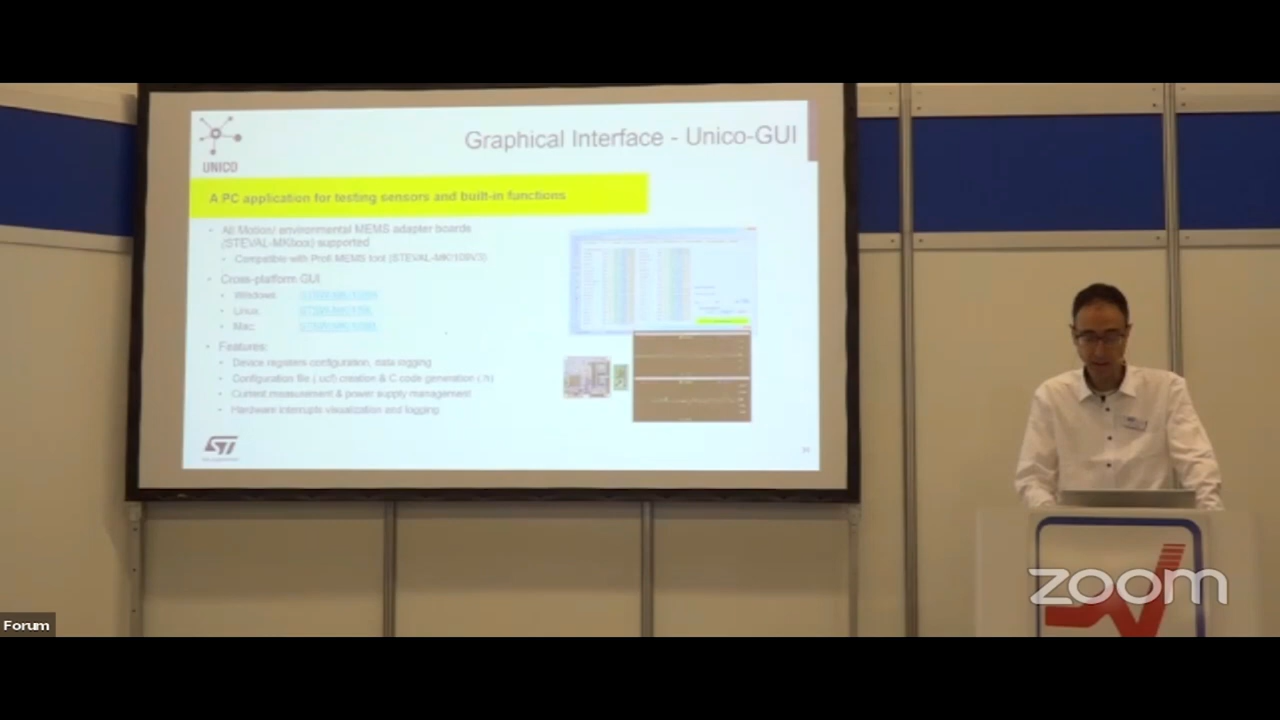 Graphical Interface - Unico-GUI
UNICO
A PC application for testing sensors and built-in functions
All Motion/ environmental MEMS adapter boards
(STEVAL-MKIxxx) supported
Compatible with Profi MEMS tool (STEVAL-MKI109V3)
Cross-platform GUI
Windows
Linux
Mac
Features:
Device registers configuration, data logging
Configuration file (.ucf) creation & C code generation (.h)
Current measurement & power supply management
Hardware interrupts visualization and logging
ST
zoom
Forum